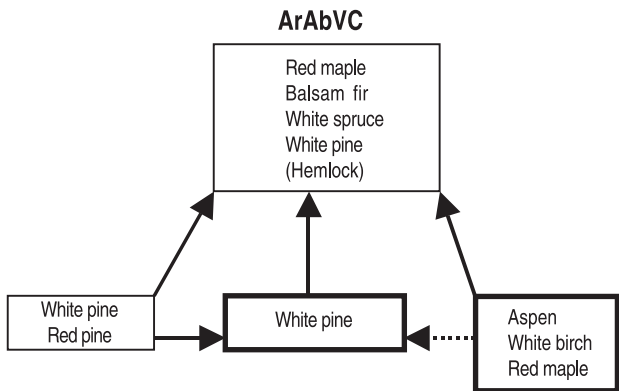 ArAbVC
Red maple
Balsam fir
White spruce
White pine
(Hemlock)
White pine
Red pine
White pine
Aspen
White birch
Red maple